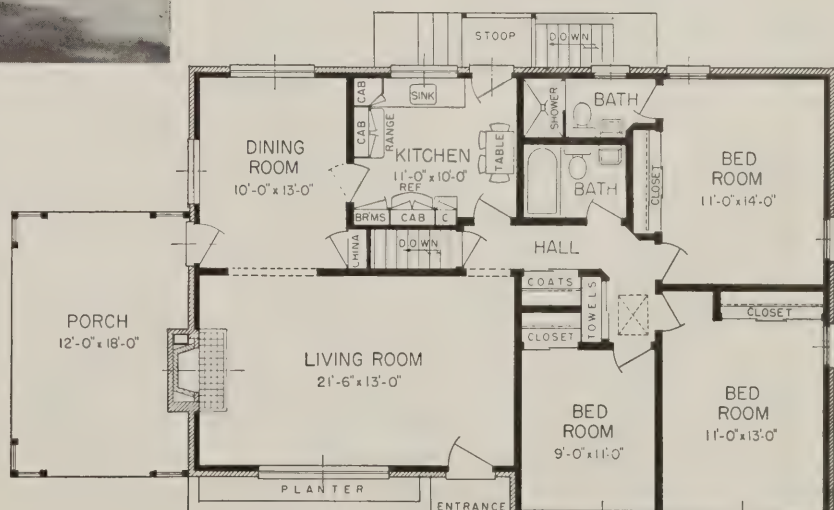 STOOP
DOWN
CAB
SINK
SHOWER
BATH
CAB
RANGE
DINING
ROOM
10'-0" x 13'-0"
KITCHEN
11'-0" x 10'-0"
REF
TABLE
BATH
CLOSET
BED
ROOM
11'-0" x 14'-0"
BRMS
CAB
C
CHINA
DOWN
HALL
COATS
TOWELS
CLOSET
CLOSET
PORCH
12'-0" x 18'-0"
LIVING ROOM
21'-6" x 13'-0"
BED
ROOM
9'-0" x 11'-0"
BED
ROOM
11'-0" x 13'-0"
PLANTER
ENTRANCE